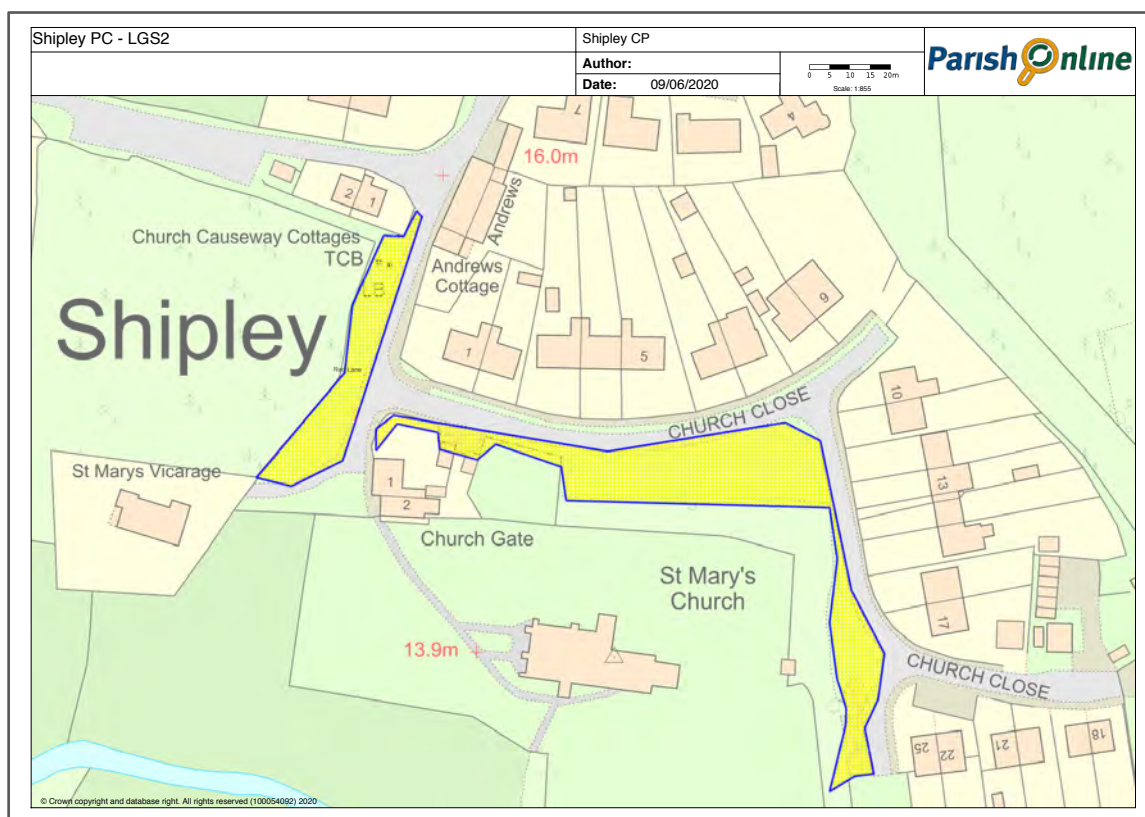 Shipley PC - LGS2
Shipley CP
Author:
Date: 09/06/2020
0 5 10 15 20m
Scale: 1:855
Parish Online
7
4
16.0m
2
1
Andrews
Church Causeway Cottages
TCB
Andrews
Cottage
Shipley
9
1
5
CHURCH CLOSE
10
St Marys Vicarage
1
2
13
Church Gate
St Mary's
Church
17
13.9m
CHURCH CLOSE
25
22
21
18
© Crown copyright and database right. All rights reserved (100054092) 2020